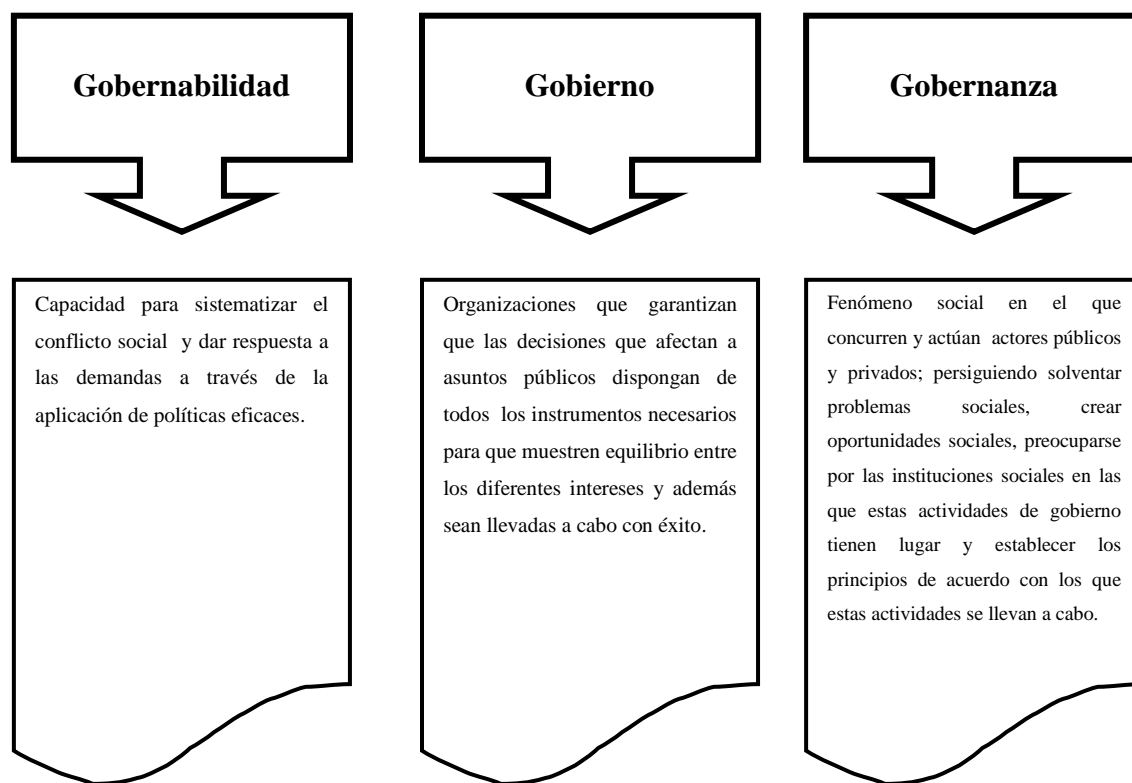 Gobernabilidad
Gobierno
Gobernanza
Capacidad para sistematizar el
conflicto social y dar respuesta a
las demandas a través de la
aplicación de políticas eficaces.
Organizaciones que garantizan
que las decisiones que afectan a
asuntos públicos dispongan de
todos los instrumentos necesarios
para que muestren equilibrio entre
los diferentes intereses y además
sean llevadas a cabo con éxito.
Fenómeno social en el que
concurren y actúan actores públicos
y privados; persiguiendo solventar
problemas sociales, crear
oportunidades sociales, preocuparse
por las instituciones sociales en las
que estas actividades de gobierno
tienen lugar y establecer los
principios de acuerdo con los que
estas actividades se llevan a cabo.